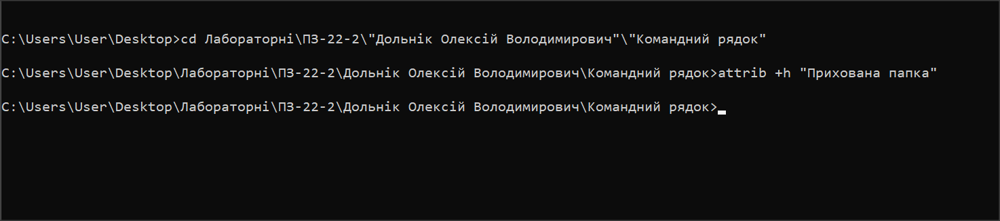 C:\Users\User\Desktop>cd Лабораторні\ПЗ-22-2\"Дольнік Олексій Володимирович"\"Командний рядок"
C:\Users\User\Desktop\Лабораторні\ПЗ-22-2\Дольнік Олексій Володимирович\Командний рядок>attrib +h "Прихована папка"
C:\Users\User\Desktop\Лабораторні\ПЗ-22-2\Дольнік Олексій Володимирович\Командний рядок>